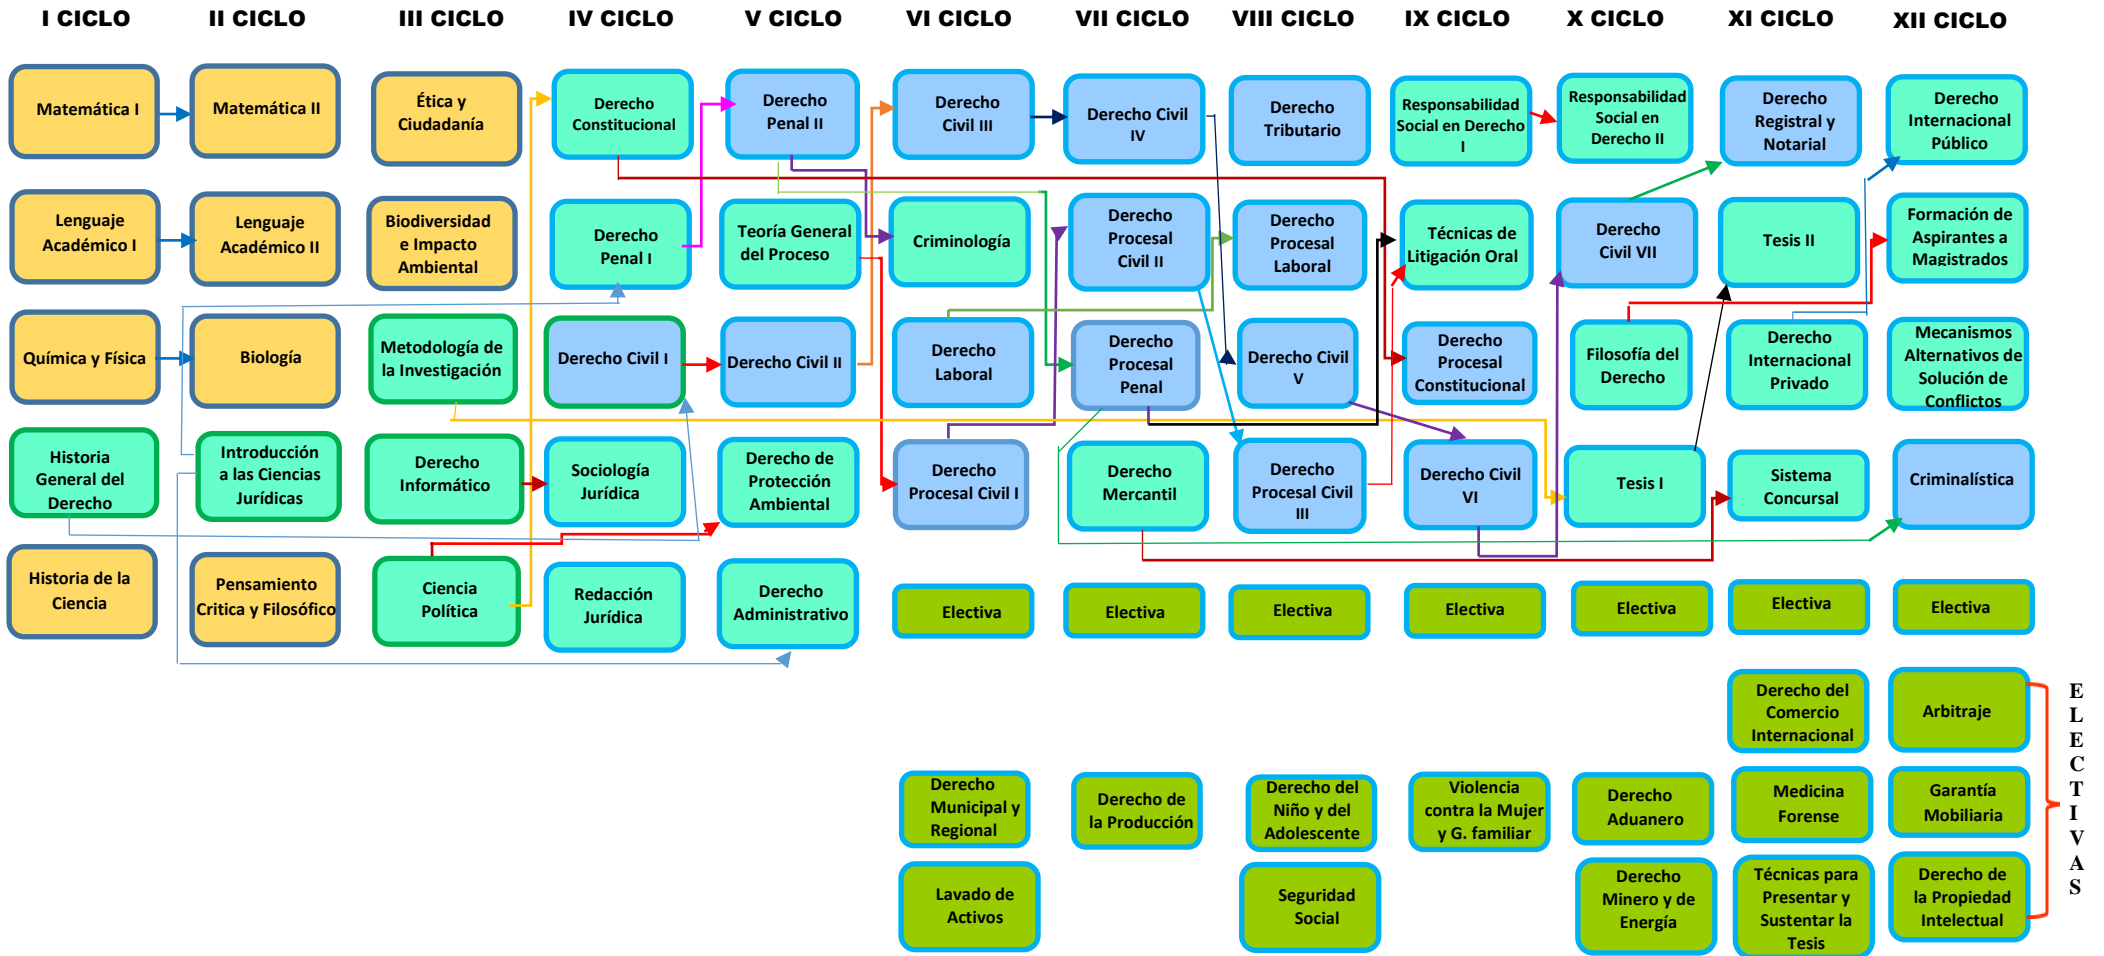 I CICLO
II CICLO
III CICLO
IV CICLO
V CICLO
VI CICLO
VII CICLO
VIII CICLO
IX CICLO
X CICLO
XI CICLO
XII CICLO
Matemática I
Matemática II
Ética y
Ciudadanía
Derecho
Constitucional
Derecho
Penal II
Derecho
Civil III
Derecho Civil
IV
Derecho
Tributario
Responsabilidad
Social en Derecho
I
Responsabilidad
Social en
Derecho II
Derecho
Registral y
Notarial
Derecho
Internacional
Público
Lenguaje
Académico I
Lenguaje
Académico II
Biodiversidad
e Impacto
Ambiental
Derecho
Penal I
Teoría General
del Proceso
Criminología
Derecho
Procesal
Civil II
Derecho
Procesal
Laboral
Técnicas de
Litigación Oral
Derecho
Civil VII
Tesis II
Formación de
Aspirantes a
Magistrados
Química y Física
Biología
Metodología de
la Investigación
Derecho Civil I
Derecho Civil II
Derecho
Laboral
Derecho
Procesal
Penal
Derecho Civil
V
Derecho
Procesal
Constitucional
Filosofía del
Derecho
Derecho
Internacional
Privado
Mecanismos
Alternativos de
Solución de
Conflictos
Historia
General del
Derecho
Introducción
a las Ciencias
Jurídicas
Derecho
Informático
Sociología
Jurídica
Derecho de
Protección
Ambiental
Derecho
Procesal Civil I
Derecho
Mercantil
Derecho
Procesal Civil
III
Derecho Civil
VI
Tesis I
Sistema
Concursal
Criminalística
Historia de la
Ciencia
Pensamiento
Critica y Filosófico
Ciencia
Política
Redacción
Jurídica
Derecho
Administrativo
Electiva
Electiva
Electiva
Electiva
Electiva
Electiva
Electiva
Derecho del
Comercio
Internacional
Arbitraje
Derecho
Municipal y
Regional
Derecho de
la Producción
Derecho del
Niño y del
Adolescente
Violencia
contra la Mujer
y G. familiar
Derecho
Aduanero
Medicina
Forense
Garantía
Mobiliaria
Lavado de
Activos
Seguridad
Social
Derecho
Minero y de
Energía
Técnicas para
Presentar y
Sustentar la
Tesis
Derecho de
la Propiedad
Intelectual
E
L
E
C
T
I
V
A
S